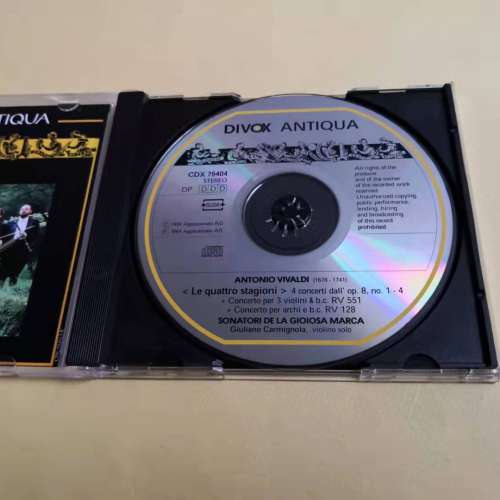 TIQUA
DIVOX ANTIQUA
CDX 79404
STEREO
DP D D D
All rights of the
producer
and of the owner
of the recorded work
reserved
Unauthorized copying,
public performance,
lending, hiring
and broadcasting
of this record
prohibited
ANTONIO VIVALDI (1678 - 1741)
< Le quattro stagioni > 4 concerti dall' op. 8, no. 1 - 4
+ Concerto per 3 violini & b.c. RV 551
+ Concerto per archi e b.c. RV 128
SONATORI DE LA GIOIOSA MARCA
Giuliano Carmignola, violino solo